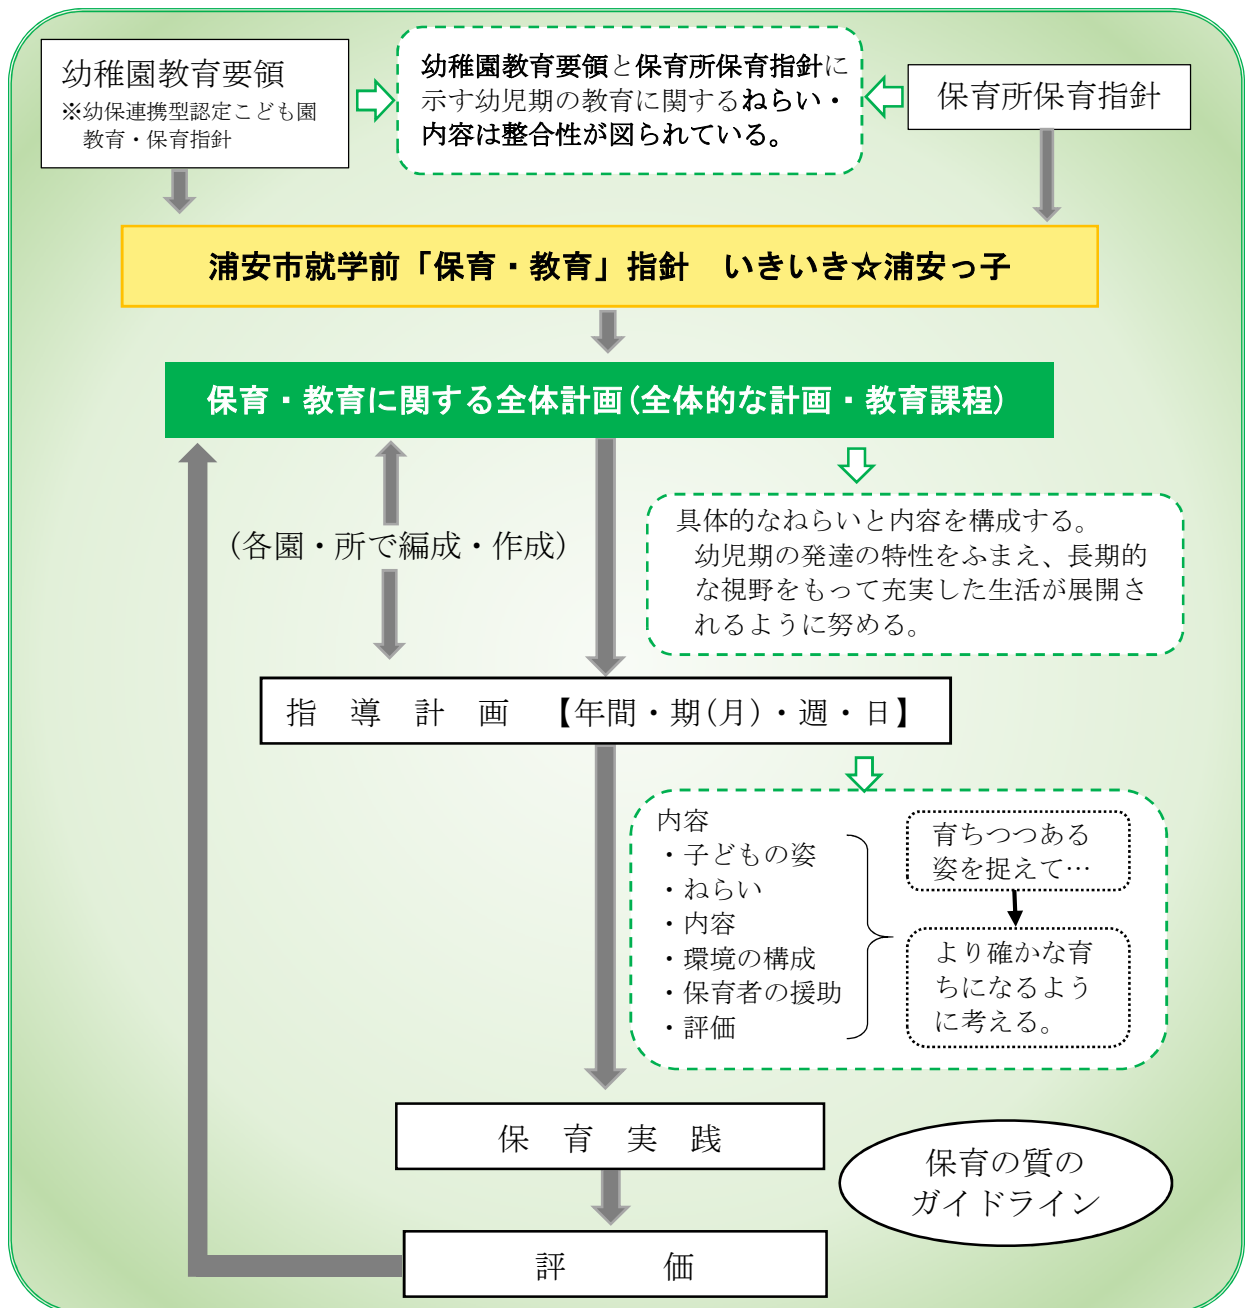 幼稚園教育要領
※幼保連携型認定こども園
教育・保育指針
幼稚園教育要領と保育所保育指針に
示す幼児期の教育に関するねらい・
内容は整合性が図られている。
保育所保育指針
浦安市就学前「保育・教育」指針　いきいき☆浦安っ子
保育・教育に関する全体計画(全体的な計画・教育課程)
(各園・所で編成・作成)
具体的なねらいと内容を構成する。
幼児期の発達の特性をふまえ、長期的
な視野をもって充実した生活が展開さ
れるように努める。
指　導　計　画　【年間・期(月)・週・日】
内容
・子どもの姿
・ねらい
・内容
・環境の構成
・保育者の援助
・評価
育ちつつある
姿を捉えて…
より確かな育
ちになるよう
に考える。
保　育　実　践
保育の質の
ガイドライン
評　　　価